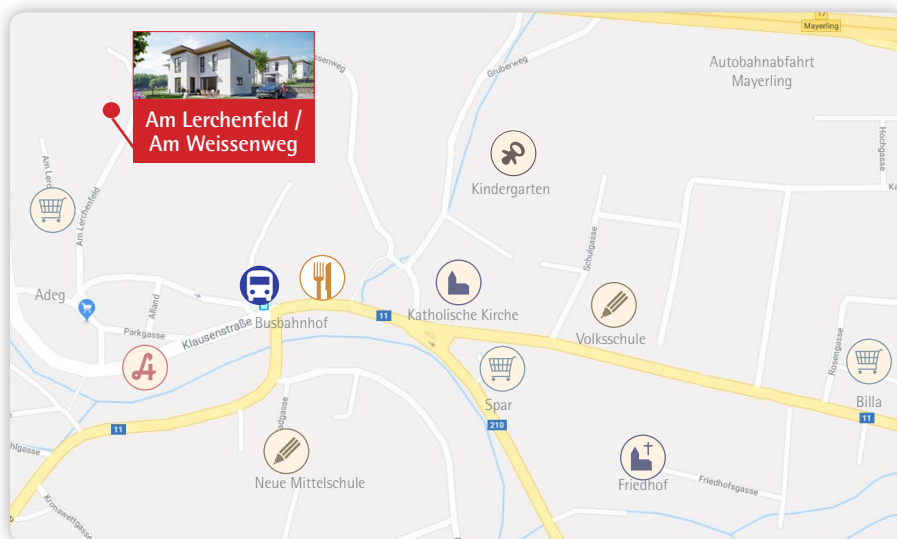 17
Mayerling
Autobahnabfahrt
Mayerling
Gruberweg
Am Lerchenfeld /
Am Weissenweg
Hochgasse
Kindergarten
Am Lerchenfeld
Schulgasse
Adeg
Alland
Parkgasse
Klausenstraße
Busbahnhof
11
Katholische Kirche
Volksschule
Rosengasse
Spar
Billa
11
210
11
Neue Mittelschule
Friedhof
Friedhofsgasse
Kronawettgasse